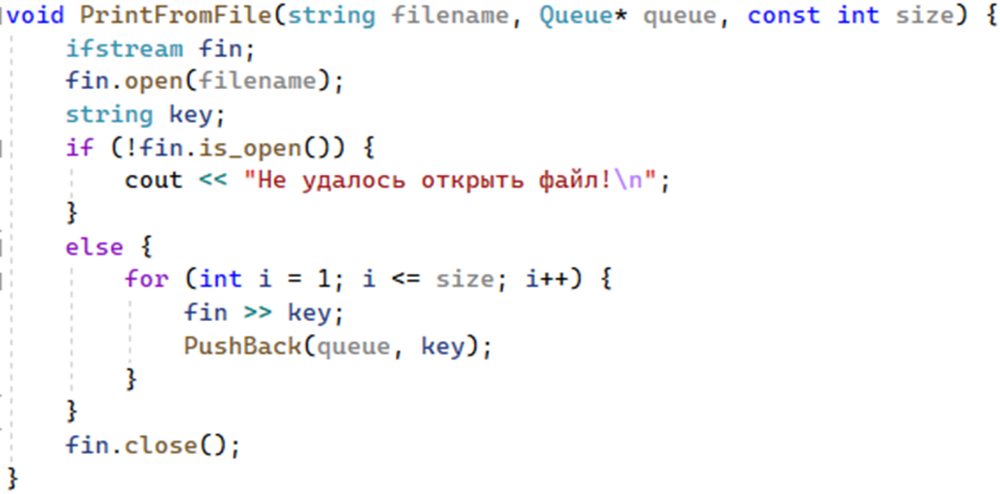 void PrintFromFile(string filename, Queue* queue, const int size) {
    ifstream fin;
    fin.open(filename);
    string key;
    if (!fin.is_open()) {
        cout << "Не удалось открыть файл!\n";
    }
    else {
        for (int i = 1; i <= size; i++) {
            fin >> key;
            PushBack(queue, key);
        }
    }
    fin.close();
}